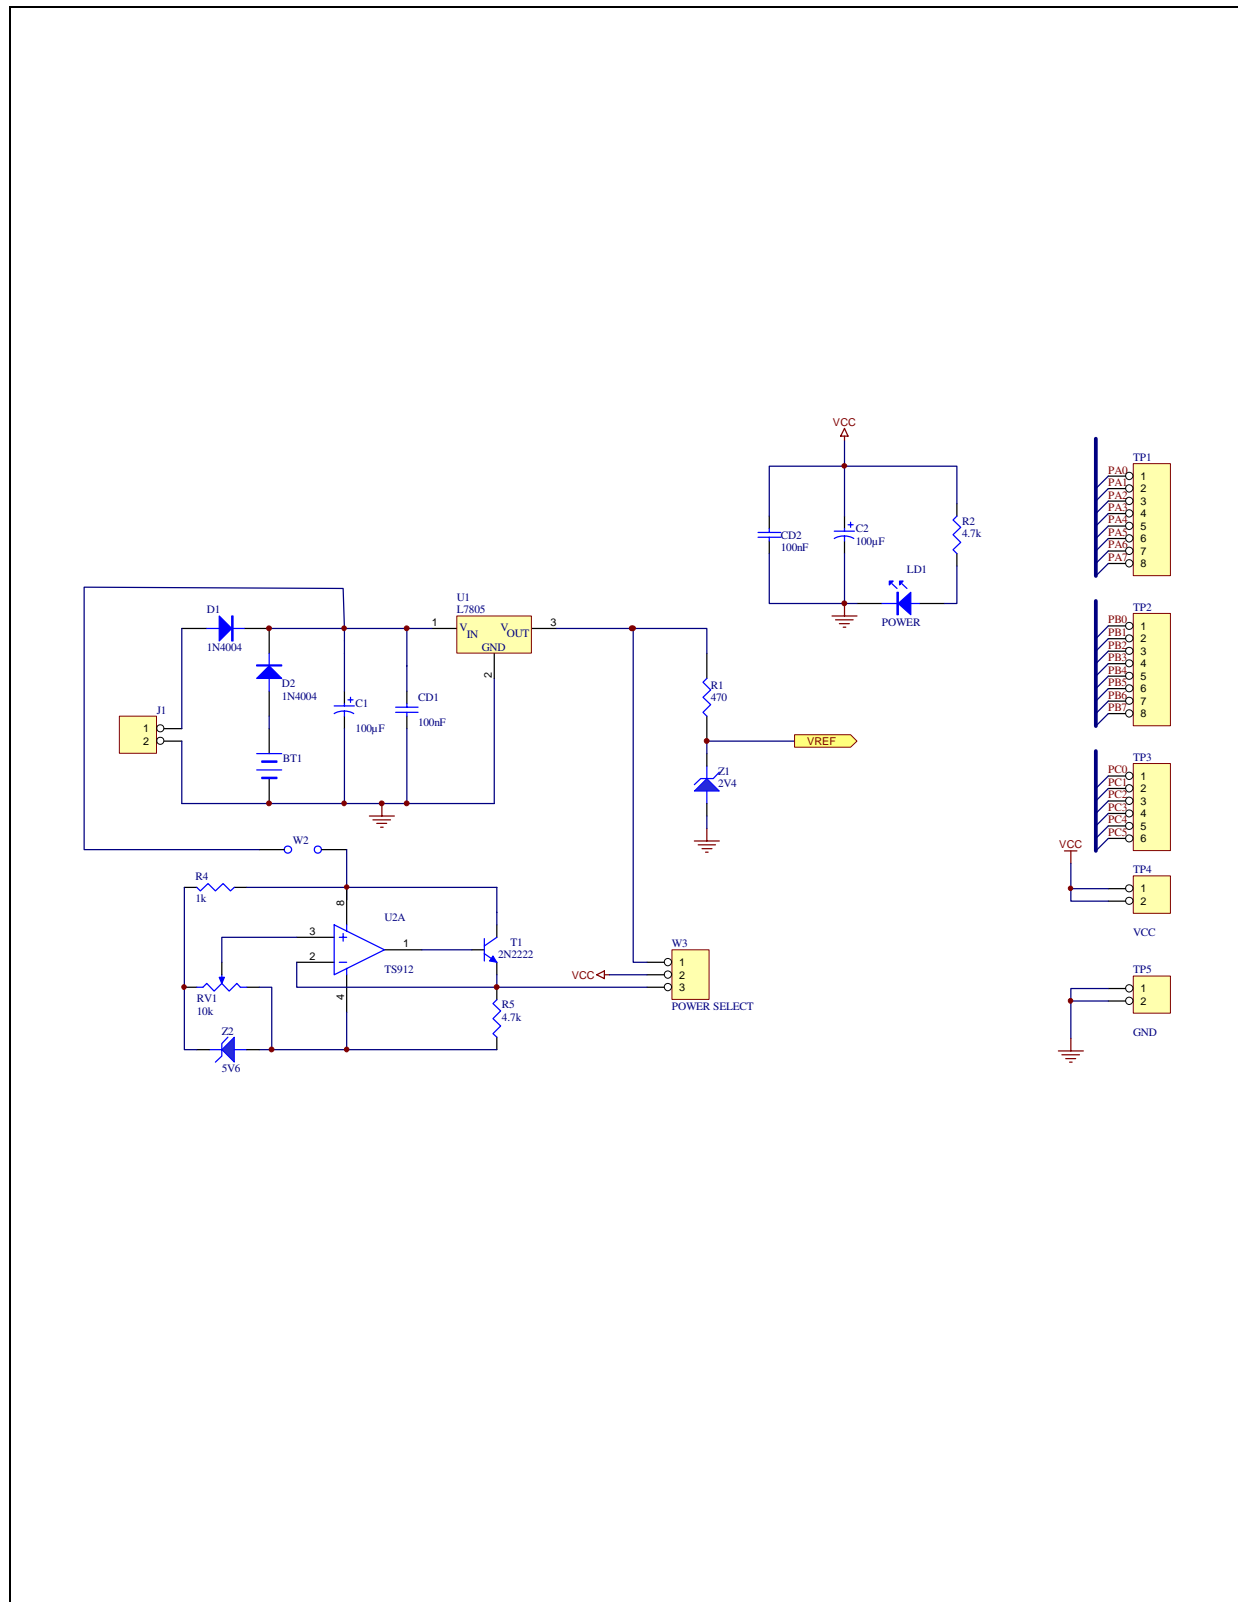 VCC
CD2
100nF
C2
100µF
R2
4.7k
LD1
POWER
TP1
PA0 1
PA1 2
PA2 3
PA3 4
PA4 5
PA5 6
PA6 7
PA7 8
D1
1N4004
D2
1N4004
J1
1
2
BT1
C1
100µF
CD1
100nF
U1
L7805
1 VIN VOUT 3
GND
2
R1
470
VREF
Z1
2V4
TP2
PB0 1
PB1 2
PB2 3
PB3 4
PB4 5
PB5 6
PB6 7
PB7 8
TP3
PC0 1
PC1 2
PC2 3
PC3 4
PC4 5
PC5 6
VCC
TP4
1
2
VCC
TP5
1
2
GND
W2
R4
1k
8
U2A
3
+
2
−
1
TS912
4
T1
2N2222
RV1
10k
Z2
5V6
R5
4.7k
W3
1
VCC 2
3
POWER SELECT